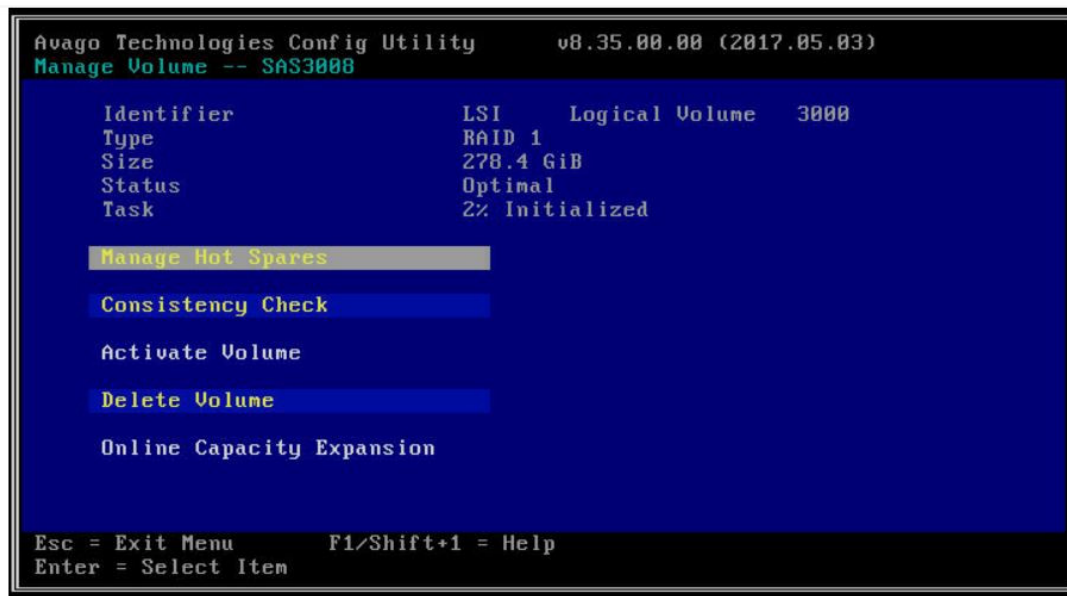 Avago Technologies Config Utility v8.35.00.00 (2017.05.03)
Manage Volume -- SAS3008
Identifier LSI Logical Volume 3000
Type RAID 1
Size 278.4 GiB
Status Optimal
Task 2% Initialized
Manage Hot Spares
Consistency Check
Activate Volume
Delete Volume
Online Capacity Expansion
Esc = Exit Menu F1/Shift+1 = Help
Enter = Select Item